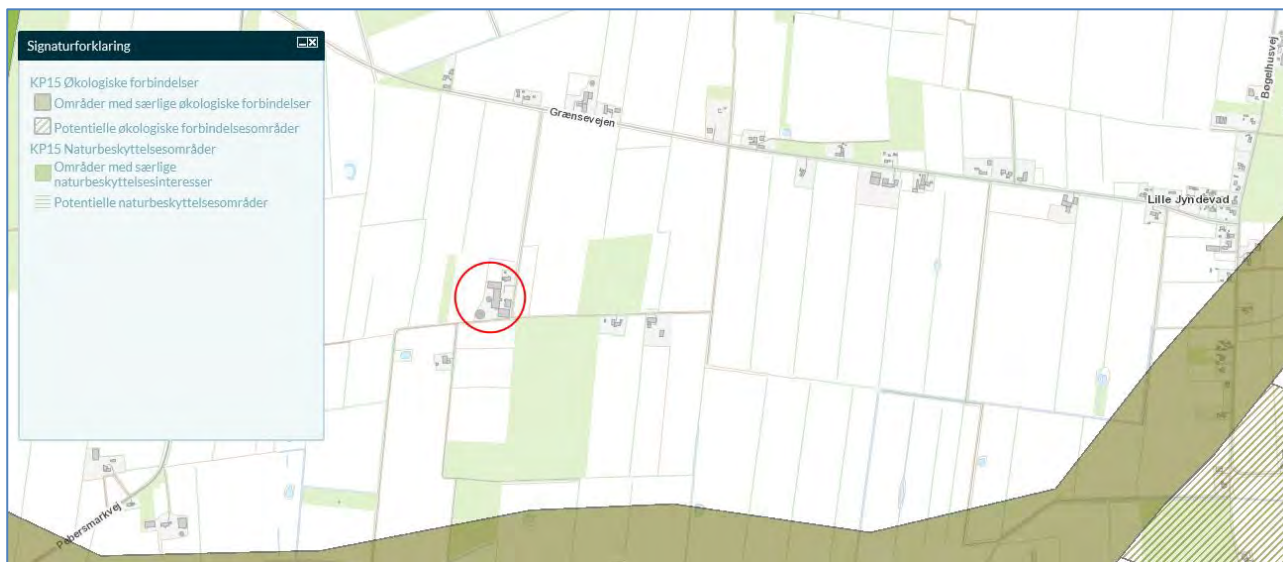 Signaturforklaring
KP15 Økologiske forbindelser
Områder med særlige økologiske forbindelser
Potentielle økologiske forbindelsesområder
KP15 Naturbeskyttelsesområder
Områder med særlige
naturbeskyttelsesinteresser
Potentielle naturbeskyttelsesområder
Grænsevejen
Bøgelhusvej
Lille Jyndevad
Pebersmarkvej